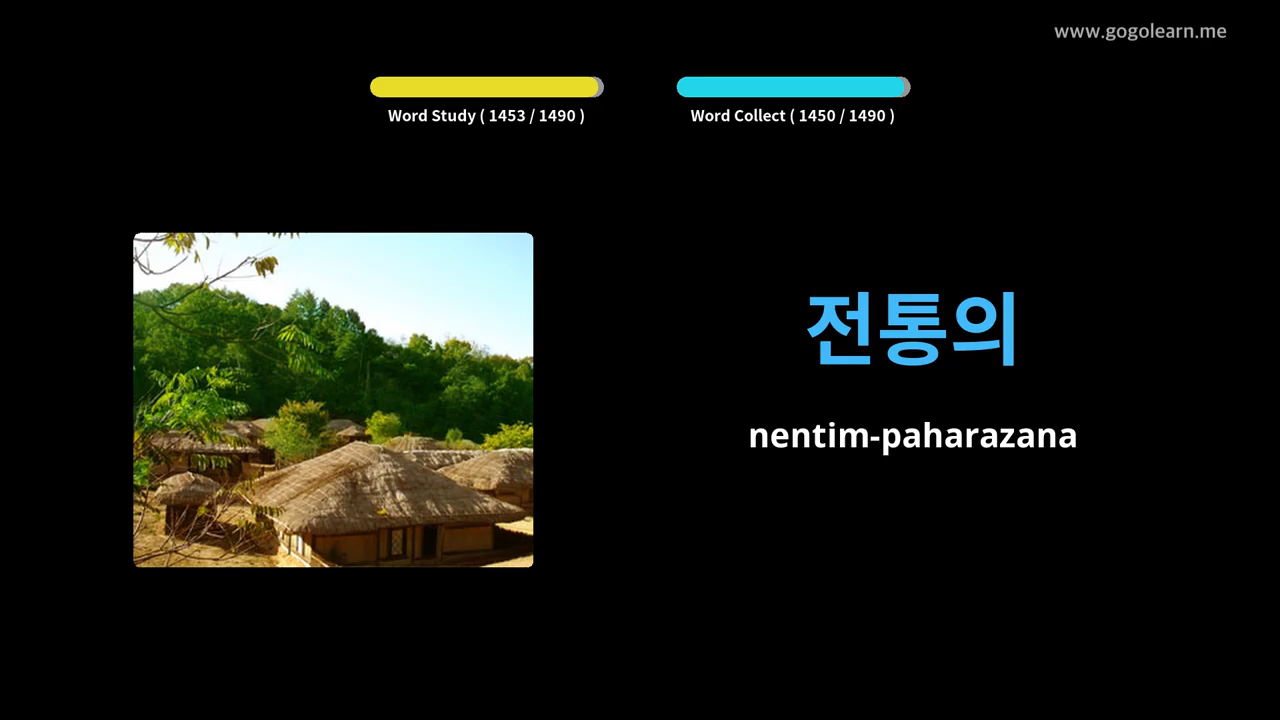 www.gogolearn.me
Word Study ( 1453 / 1490 )
Word Collect ( 1450 / 1490 )
전통의
nentim-paharazana